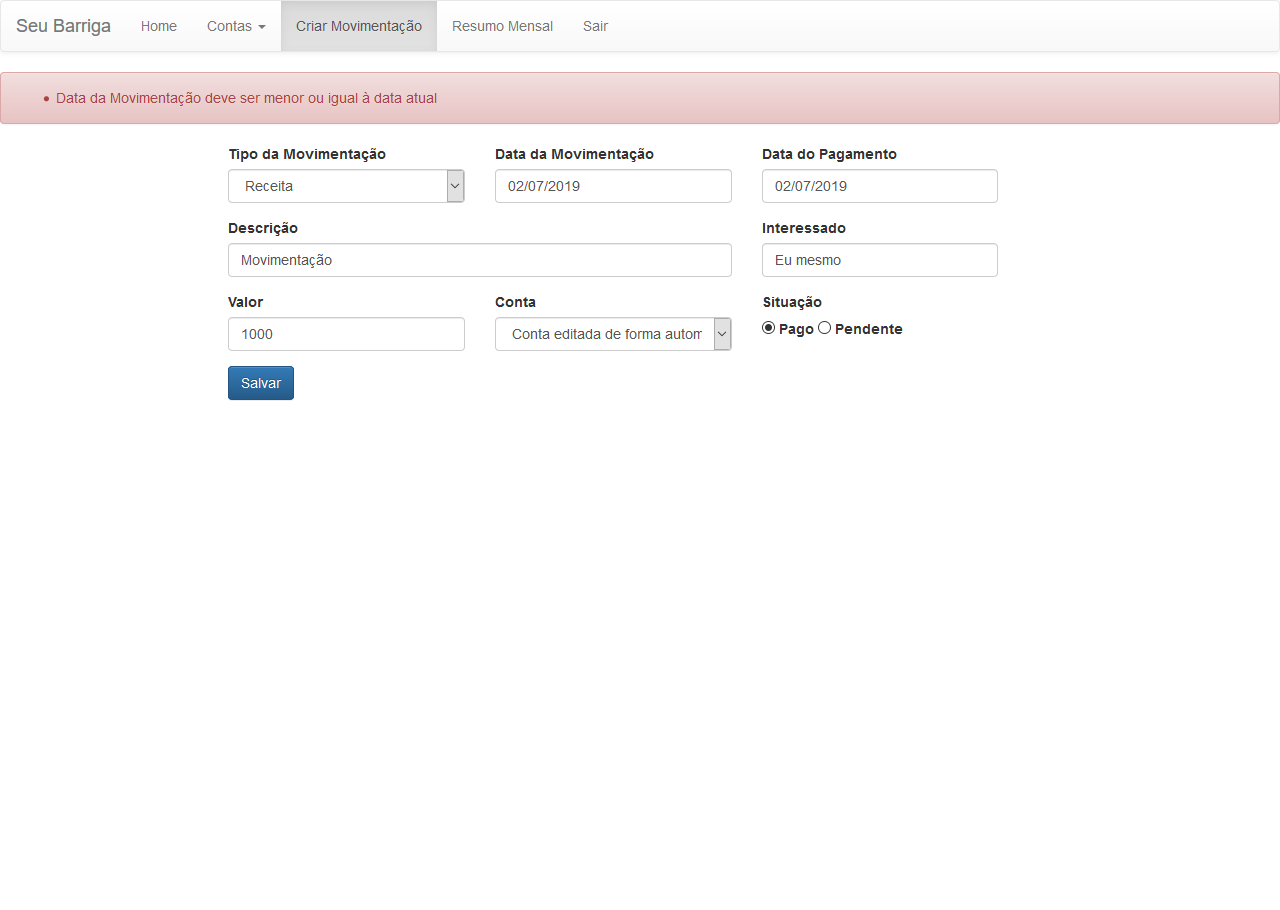 Seu Barriga Home Contas Criar Movimentação Resumo Mensal Sair
Data da Movimentação deve ser menor ou igual à data atual
Tipo da Movimentação Data da Movimentação Data do Pagamento
Receita 02/07/2019 02/07/2019
Descrição Interessado
Movimentação Eu mesmo
Valor Conta Situação
1000 Conta editada de forma autom Pago Pendente
Salvar